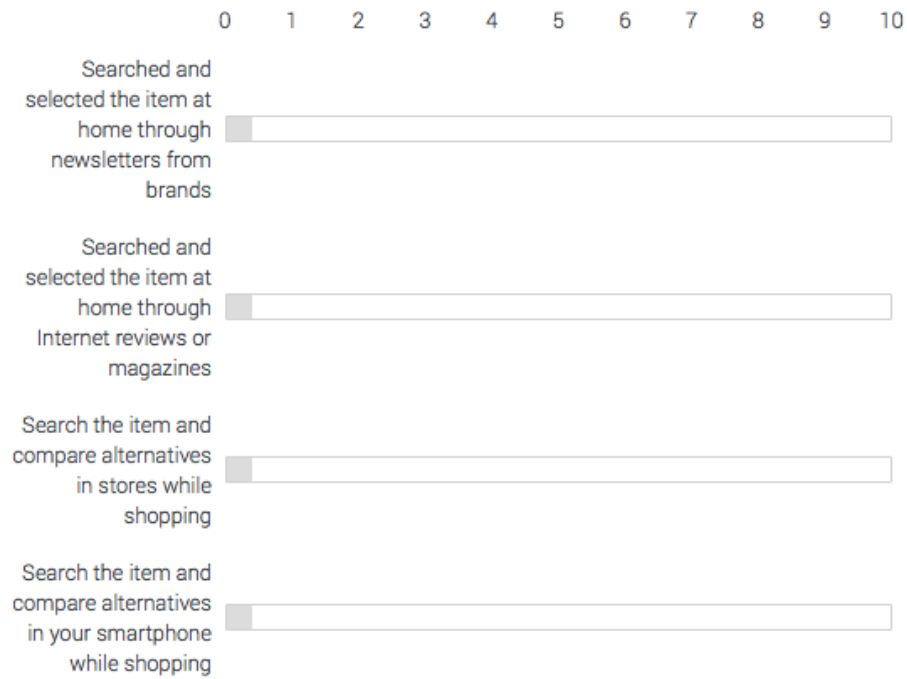 0 1 2 3 4 5 6 7 8 9 10
Searched and
selected the item at
home through
newsletters from
brands
Searched and
selected the item at
home through
Internet reviews or
magazines
Search the item and
compare alternatives
in stores while
shopping
Search the item and
compare alternatives
in your smartphone
while shopping